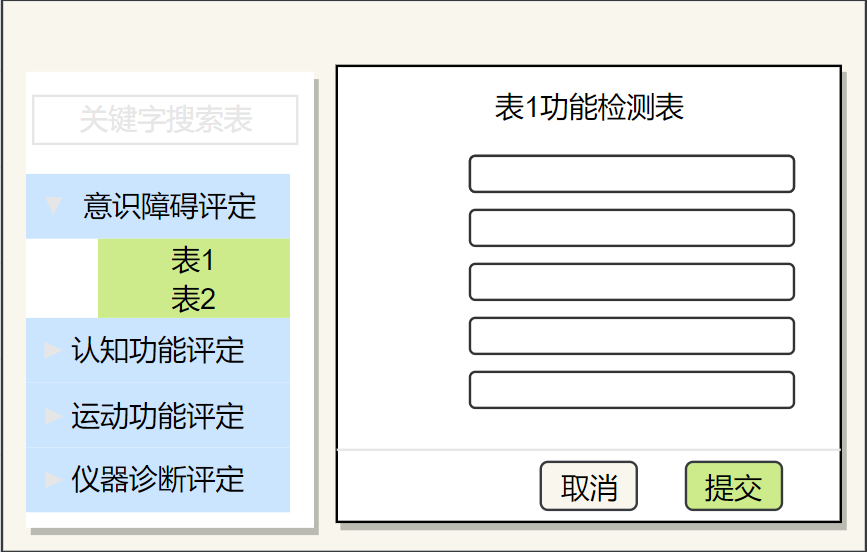 关键字搜索表
意识障碍评定
表1
表2
认知功能评定
运动功能评定
仪器诊断评定
表1功能检测表
取消
提交